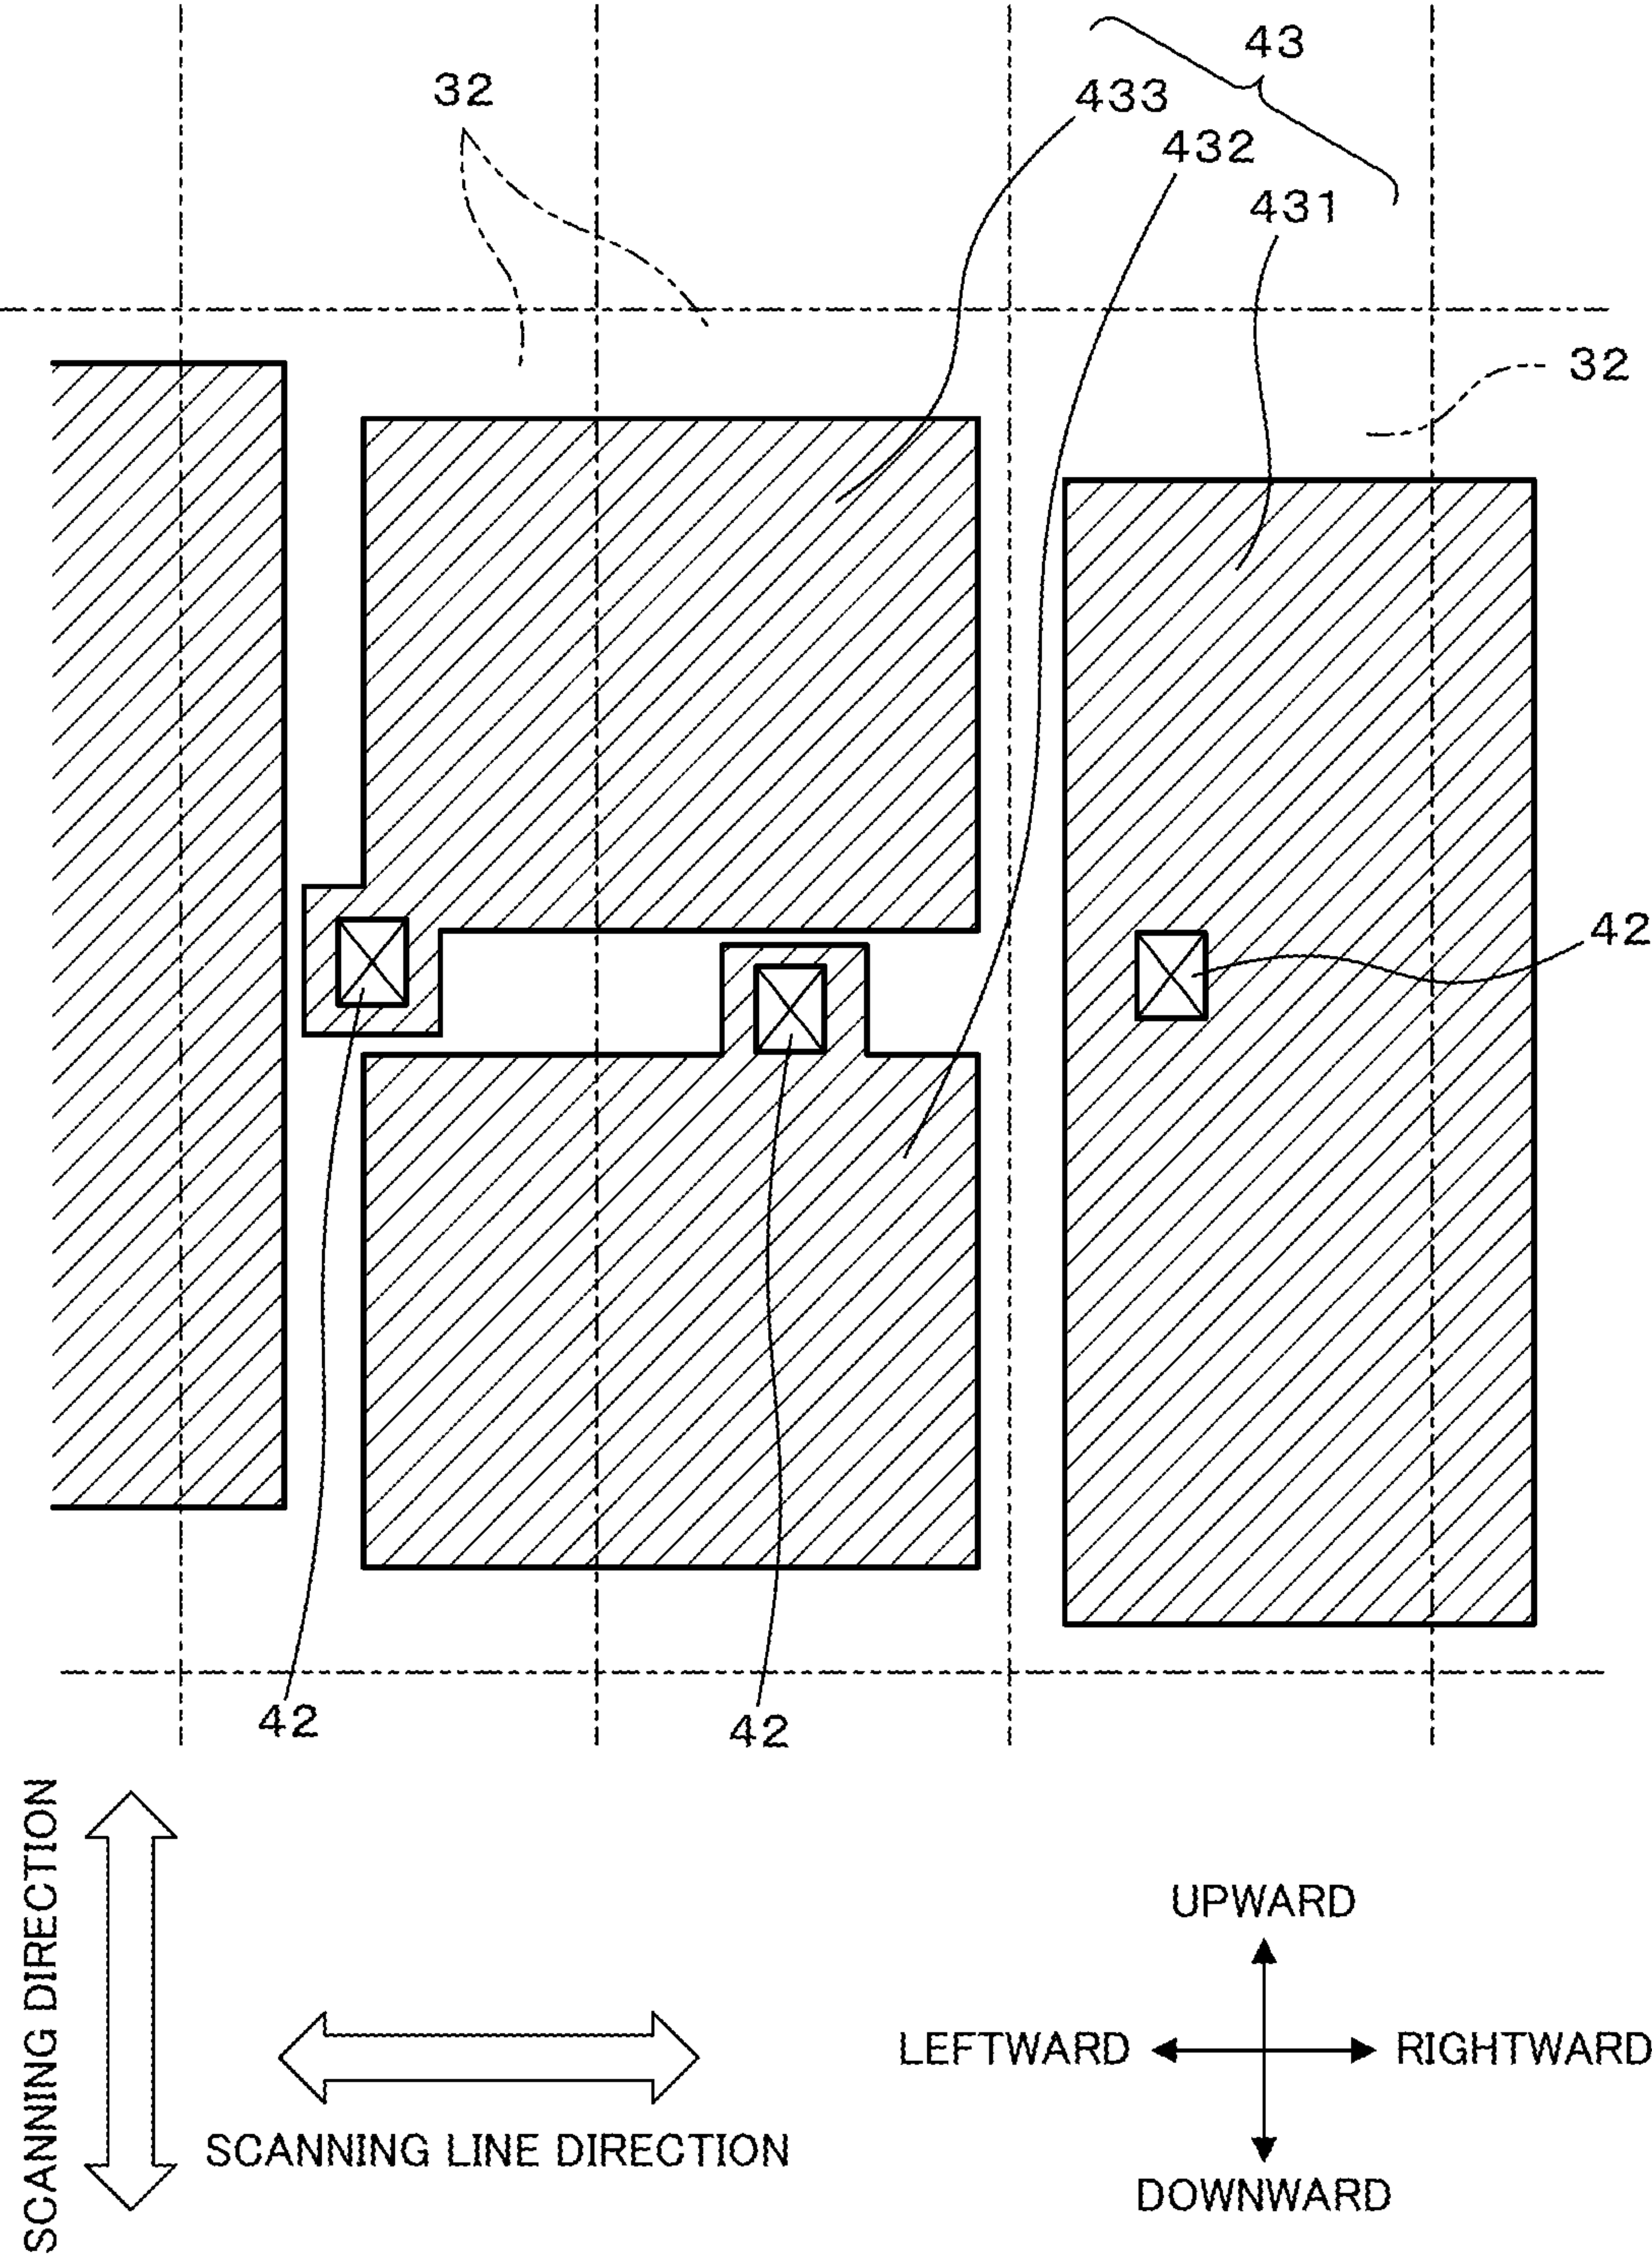 43
32
433
432
431
32
42
42
42
SCANNING DIRECTION
UPWARD
LEFTWARD
RIGHTWARD
SCANNING LINE DIRECTION
DOWNWARD